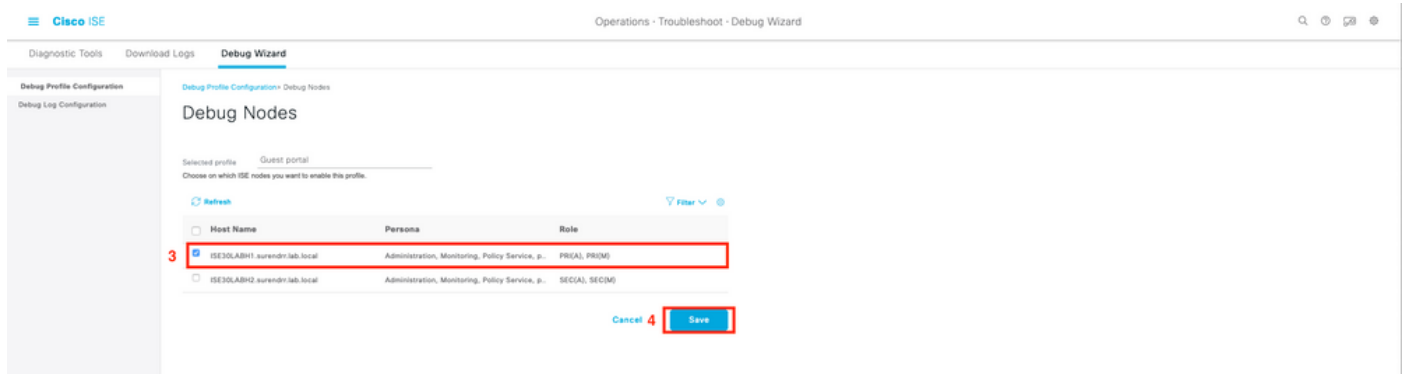 Cisco ISE
Operations · Troubleshoot · Debug Wizard
Diagnostic Tools Download Logs Debug Wizard
Debug Profile Configuration
Debug Log Configuration
Debug Profile Configuration> Debug Nodes
Debug Nodes
Selected profile Guest portal
Choose on which ISE nodes you want to enable this profile.
Refresh Filter
Host Name Persona Role
3 ISE30LABH1.surendrr.lab.local Administration, Monitoring, Policy Service, p.. PRI(A), PRI(M)
ISE30LABH2.surendrr.lab.local Administration, Monitoring, Policy Service, p.. SEC(A), SEC(M)
Cancel 4 Save